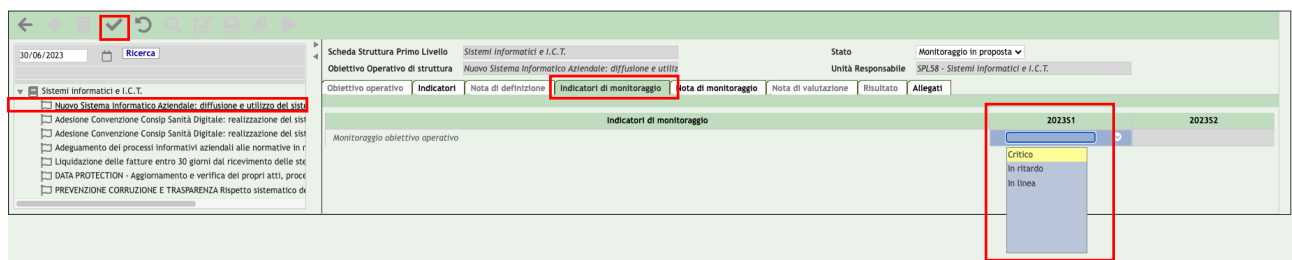 30/06/2023 Ricerca
Sistemi informatici e I.C.T.
Nuovo Sistema Informatico Aziendale: diffusione e utilizzo del siste
Adesione Convenzione Consip Sanità Digitale: realizzazione del sist
Adesione Convenzione Consip Sanità Digitale: realizzazione del sist
Adeguamento dei processi informativi aziendali alle normative in r
Liquidazione delle fatture entro 30 giorni dal ricevimento delle ste
DATA PROTECTION - Aggiornamento e verifica dei propri atti, proce
PREVENZIONE CORRUZIONE E TRASPARENZA Rispetto sistematico de
Scheda Struttura Primo Livello Sistemi informatici e I.C.T. Stato Monitoraggio in proposta
Obiettivo Operativo di struttura Nuovo Sistema Informatico Aziendale: diffusione e utiliz Unità Responsabile SPL58 - Sistemi informatici e I.C.T.
Obiettivo operativo Indicatori Nota di definizione Indicatori di monitoraggio Nota di monitoraggio Nota di valutazione Risultato Allegati
Indicatori di monitoraggio 2023S1 2023S2
Monitoraggio obiettivo operativo
Critico
In ritardo
In linea